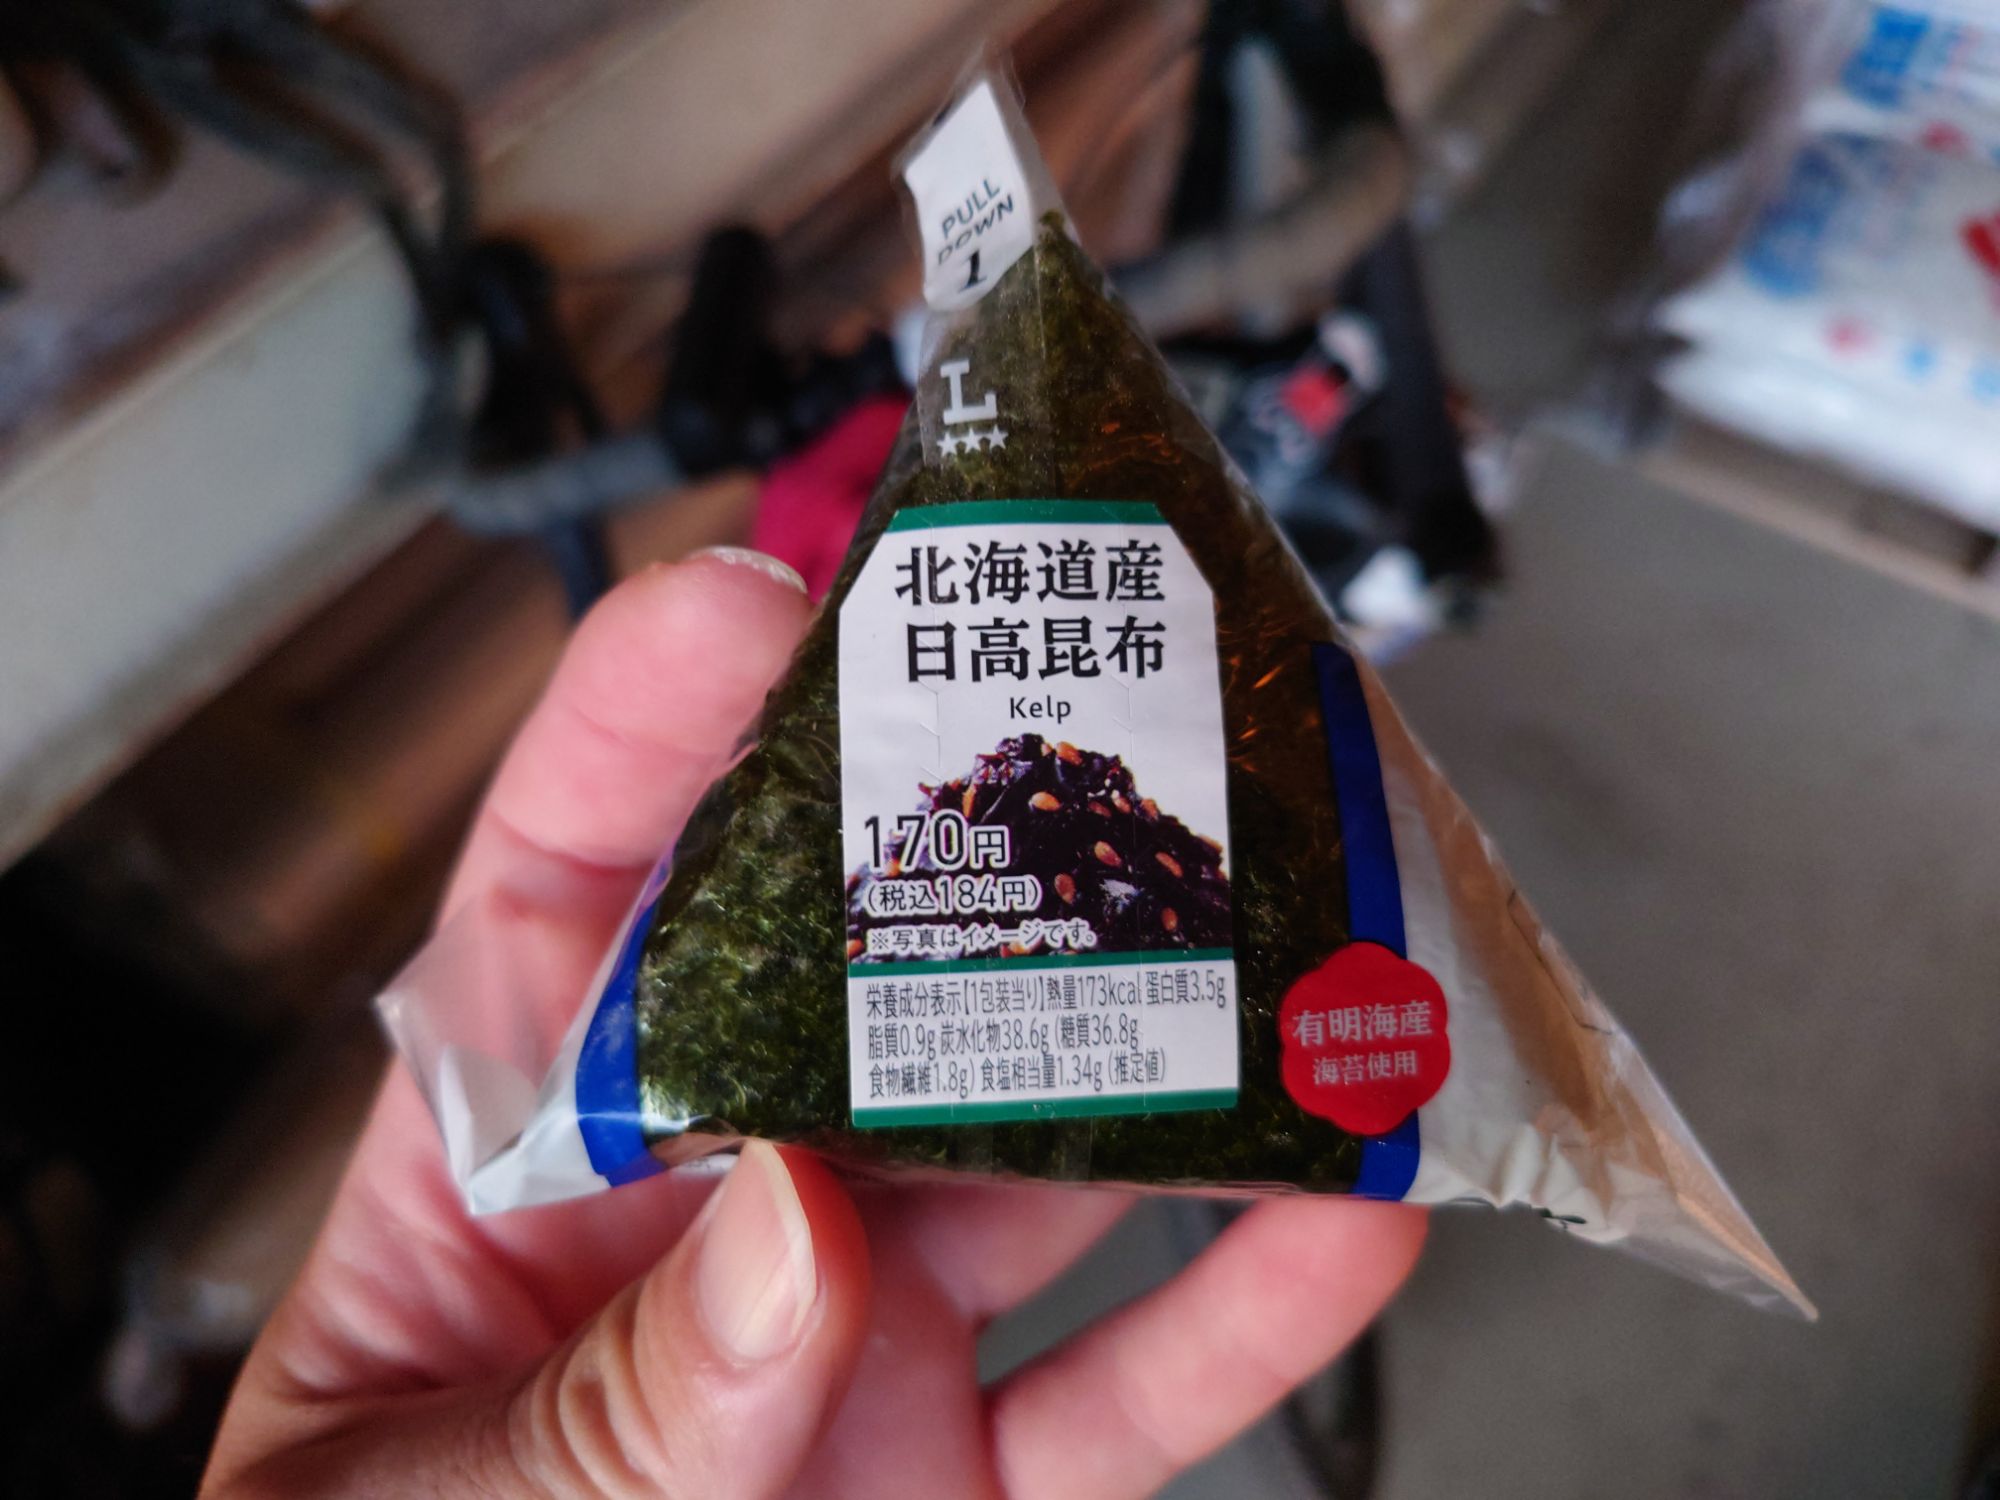 PULL
DOWN
1
L
★★★
北海道産
日高昆布
Kelp
170円
(税込184円)
※写真はイメージです。
栄養成分表示【1包装当り】熱量173kcal 蛋白質3.5g
脂質0.9g 炭水化物38.6g (糖質36.8g
食物繊維1.8g) 食塩相当量1.34g (推定値)
有明海産
海苔使用